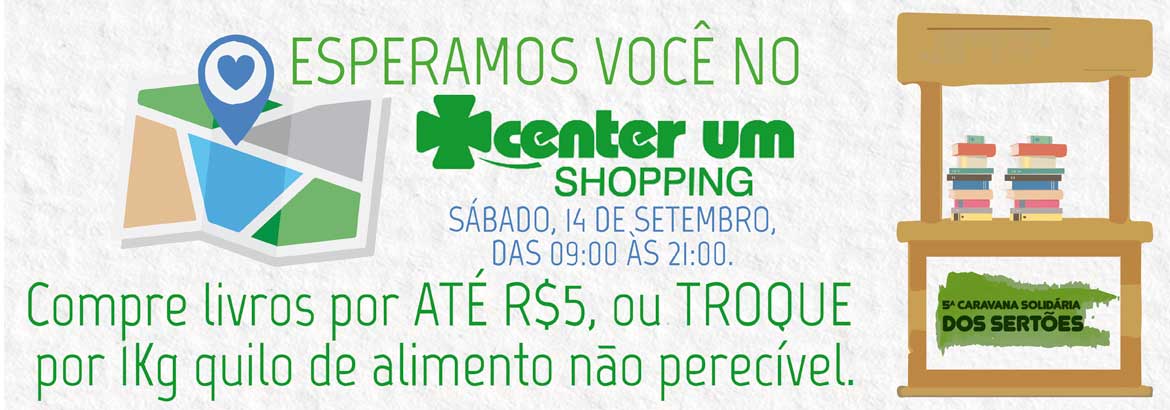 ESPERAMOS VOCÊ NO
center um
SHOPPING
SÁBADO, 14 DE SETEMBRO,
DAS 09:00 ÀS 21:00.
Compre livros por ATÉ R$5, ou TROQUE
por 1Kg quilo de alimento não perecível.
5ª CARAVANA SOLIDÁRIA
DOS SERTÕES